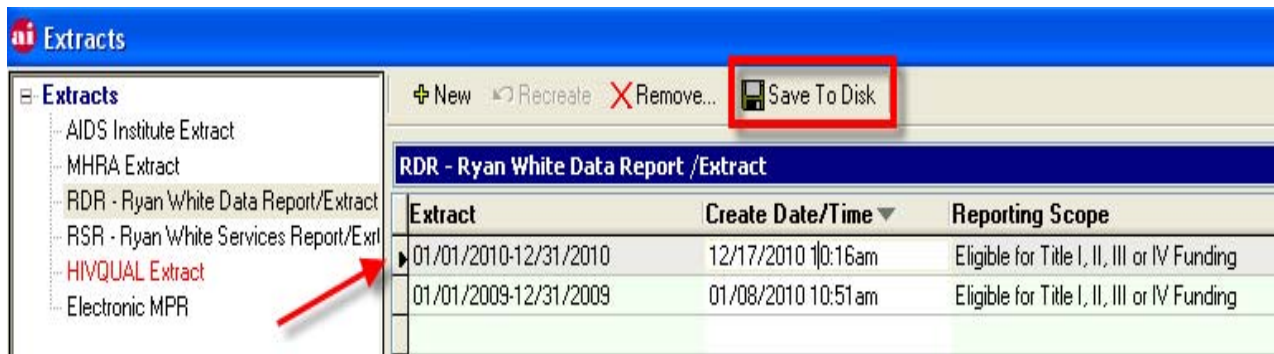 ai Extracts
Extracts
AIDS Institute Extract
MHRA Extract
RDR - Ryan White Data Report/Extract
RSR - Ryan White Services Report/Exrt
HIVQUAL Extract
Electronic MPR
New Recreate Remove... Save To Disk
RDR - Ryan White Data Report /Extract
Extract Create Date/Time Reporting Scope
01/01/2010-12/31/2010 12/17/2010 10:16am Eligible for Title I, II, III or IV Funding
01/01/2009-12/31/2009 01/08/2010 10:51am Eligible for Title I, II, III or IV Funding